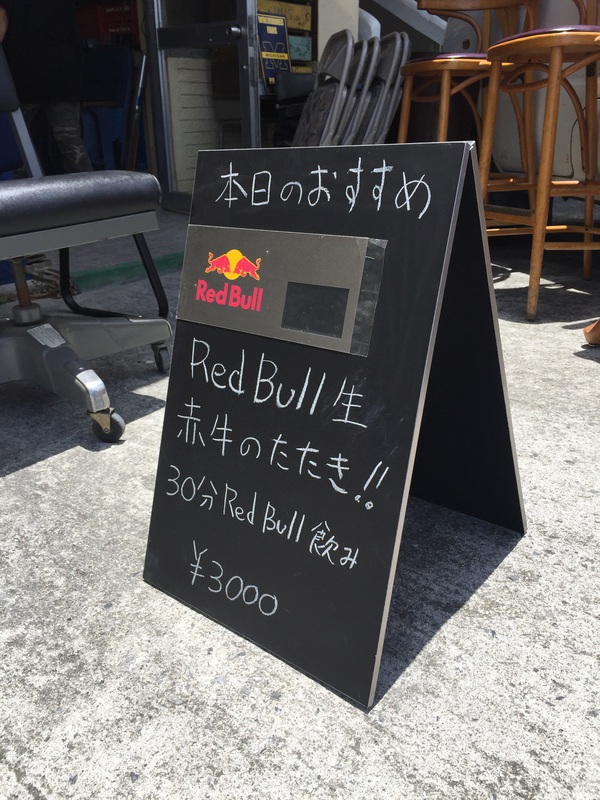 MICHIGAN
本日のおすすめ
Red Bull
Red Bull生
赤牛のたたき!!
30分Red Bull飲み
¥3000